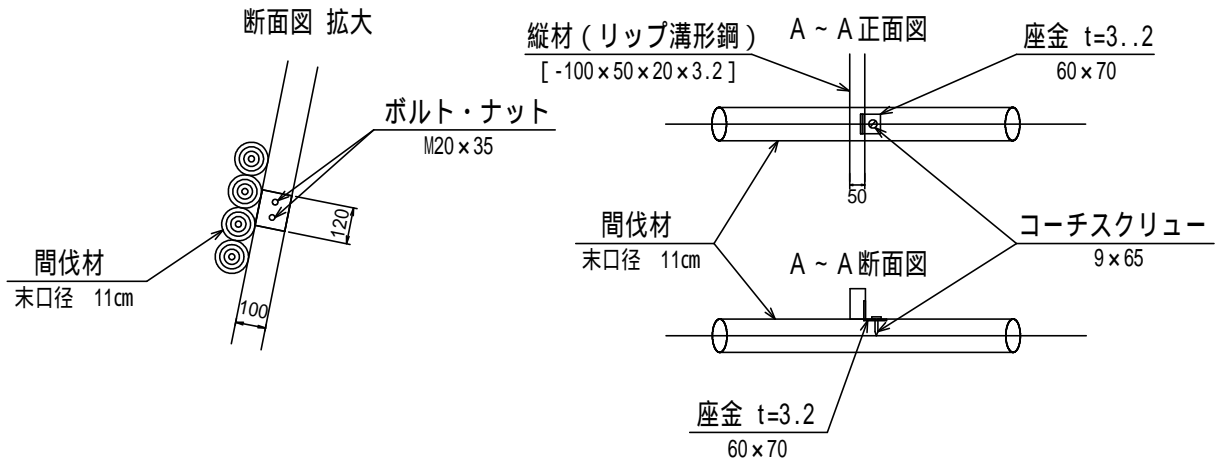 断面図 拡大
ボルト・ナット
M20×35
120
間伐材
末口径 11cm
100
A ~ A正面図
縦材(リップ溝形鋼)
[ -100×50×20×3.2 ]
座金 t=3..2
60×70
50
間伐材
末口径 11cm
コーチスクリュー
9×65
A ~ A断面図
座金 t=3.2
60×70